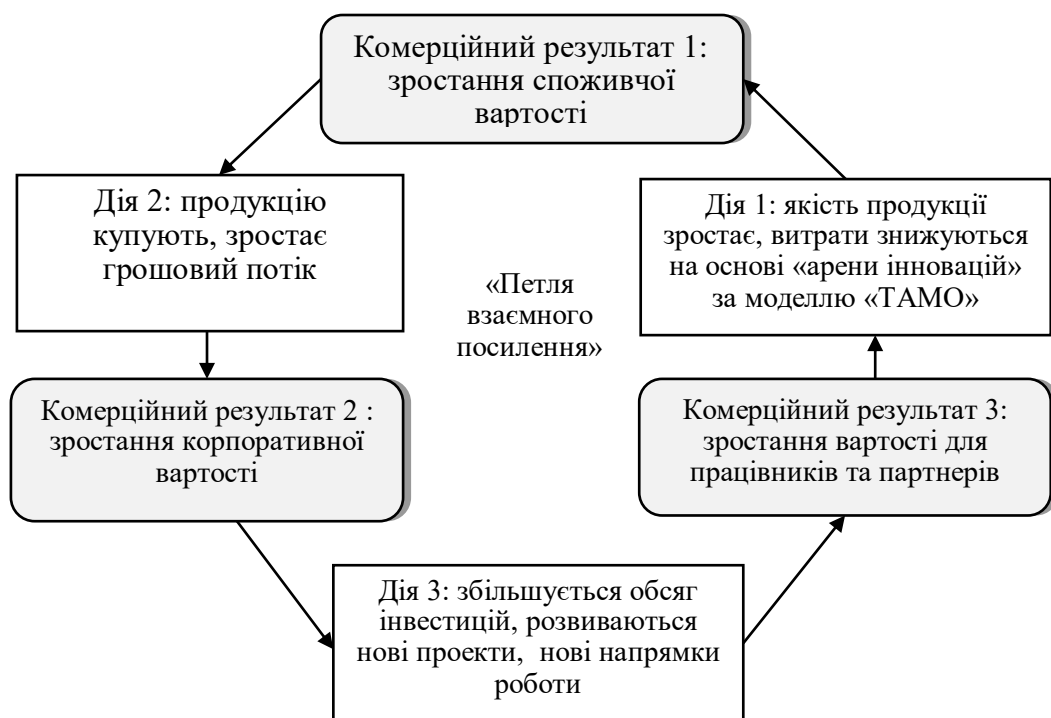 Комерційний результат 1:
зростання споживчої
вартості
Дія 2: продукцію
купують, зростає
грошовий потік
Дія 1: якість продукції
зростає, витрати знижуються
на основі «арени інновацій»
за моделлю «ТАМО»
«Петля
взаємного
посилення»
Комерційний результат 2 :
зростання корпоративної
вартості
Комерційний результат 3:
зростання вартості для
працівників та партнерів
Дія 3: збільшується обсяг
інвестицій, розвиваються
нові проекти, нові напрямки
роботи